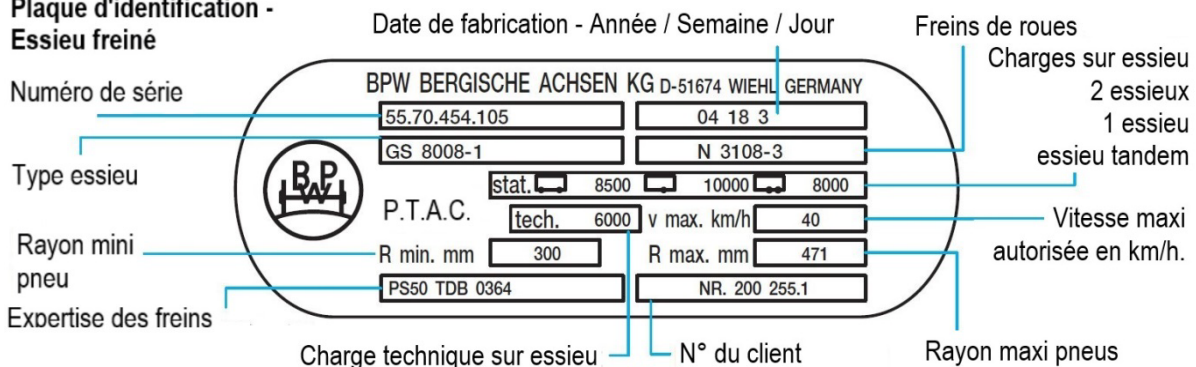 Plaque d'identification -
Essieu freiné
Date de fabrication - Année / Semaine / Jour
Freins de roues
Charges sur essieu
2 essieux
1 essieu
essieu tandem
Numéro de série
Type essieu
Rayon mini
pneu
Expertise des freins
BPW BERGISCHE ACHSEN KG D-51674 WIEHL GERMANY
55.70.454.105 04 18 3
GS 8008-1 N 3108-3
BPW
stat. 8500 10000 8000
P.T.A.C. tech. 6000 v max. km/h 40
R min. mm 300 R max. mm 471
PS50 TDB 0364 NR. 200 255.1
Vitesse maxi
autorisée en km/h.
Charge technique sur essieu
N° du client
Rayon maxi pneus